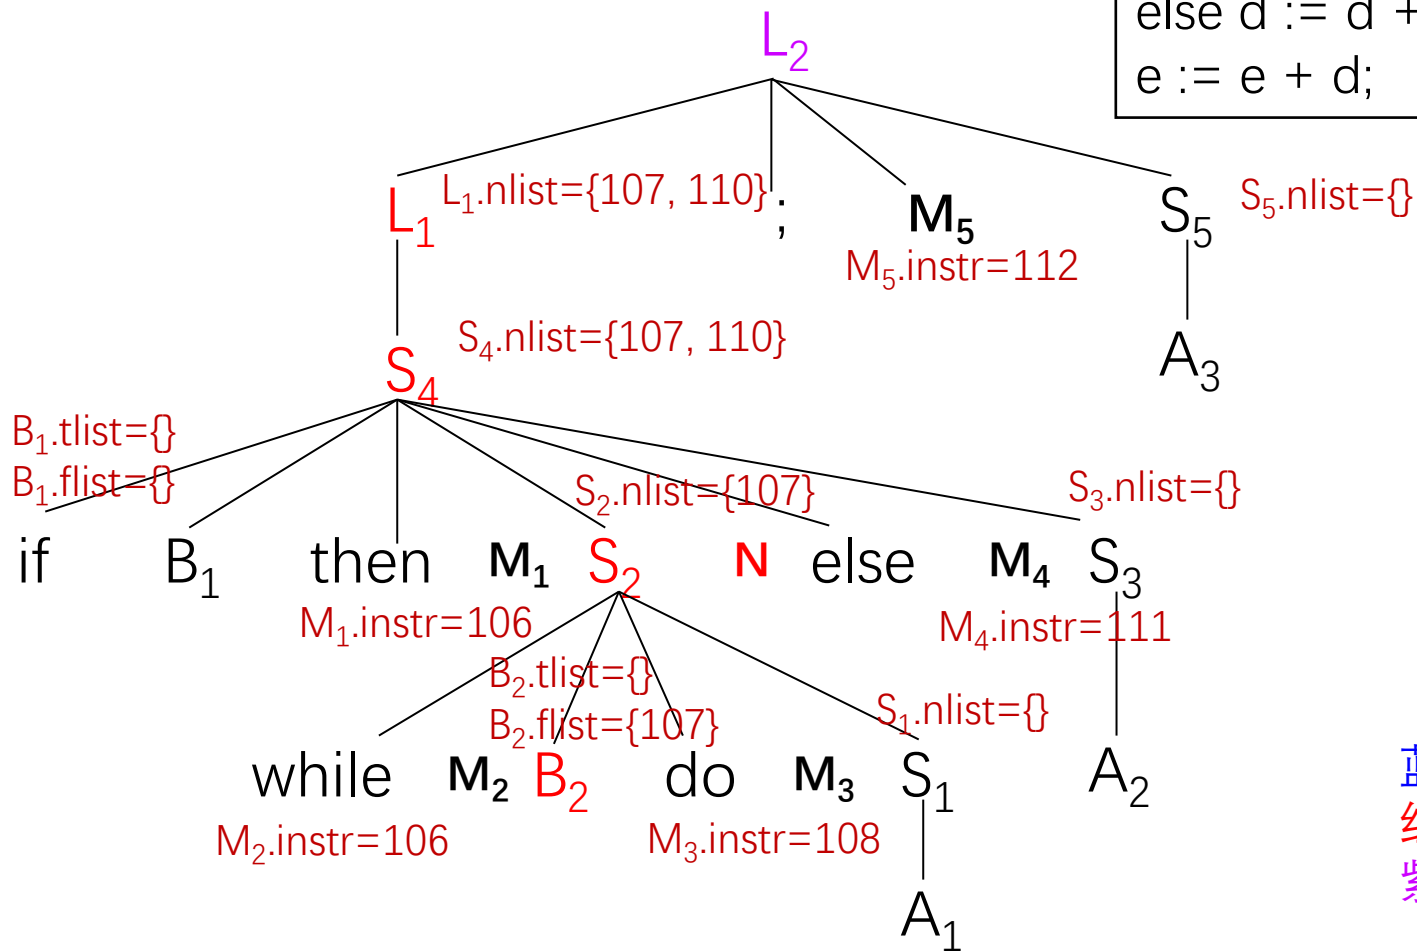 else d := d +
e := e + d;
L2
L1
L1.nlist={107, 110}
;
M5
M5.instr=112
S5
S5.nlist={}
S4
S4.nlist={107, 110}
A3
B1.tlist={}
B1.flist={}
S2.nlist={107}
S3.nlist={}
if B1 then M1 S2 N else M4 S3
M1.instr=106
M4.instr=111
B2.tlist={}
B2.flist={107}
S1.nlist={}
while M2 B2 do M3 S1
A2
M2.instr=106
M3.instr=108
A1